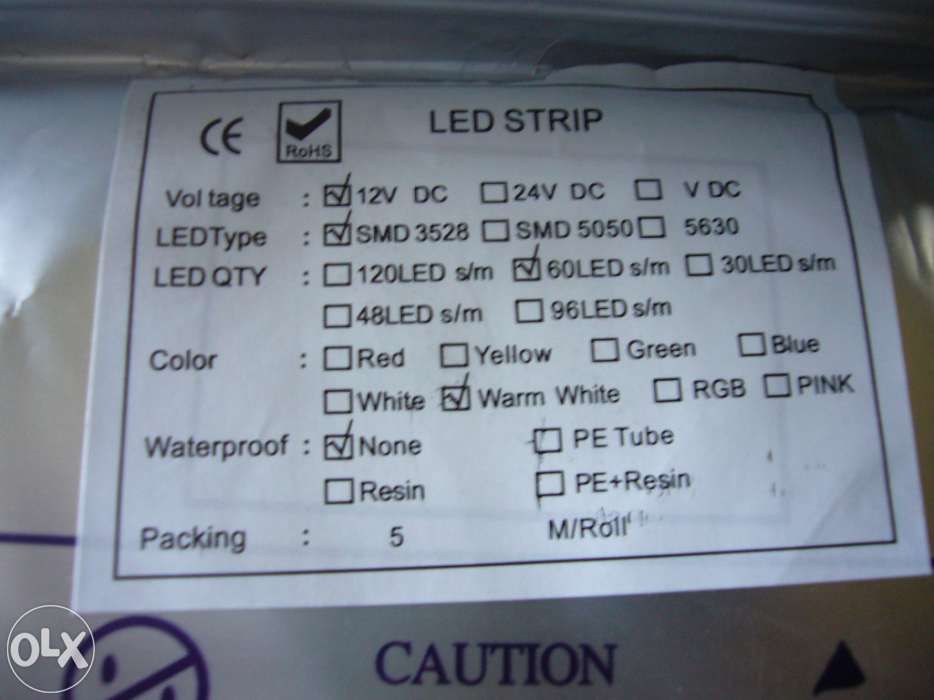 CE RoHS LED STRIP
Voltage : ☑12V DC ☐24V DC ☐ V DC
LEDType : ☑SMD 3528 ☐SMD 5050 ☐ 5630
LED QTY : ☐120LED s/m ☑60LED s/m ☐30LED s/m
☐48LED s/m ☐96LED s/m
Color : ☐Red ☐Yellow ☐Green ☐Blue
☐White ☑Warm White ☐RGB ☐PINK
Waterproof : ☑None ☐PE Tube
☐Resin ☐PE+Resin
Packing : 5 M/Roll
OLX
CAUTION